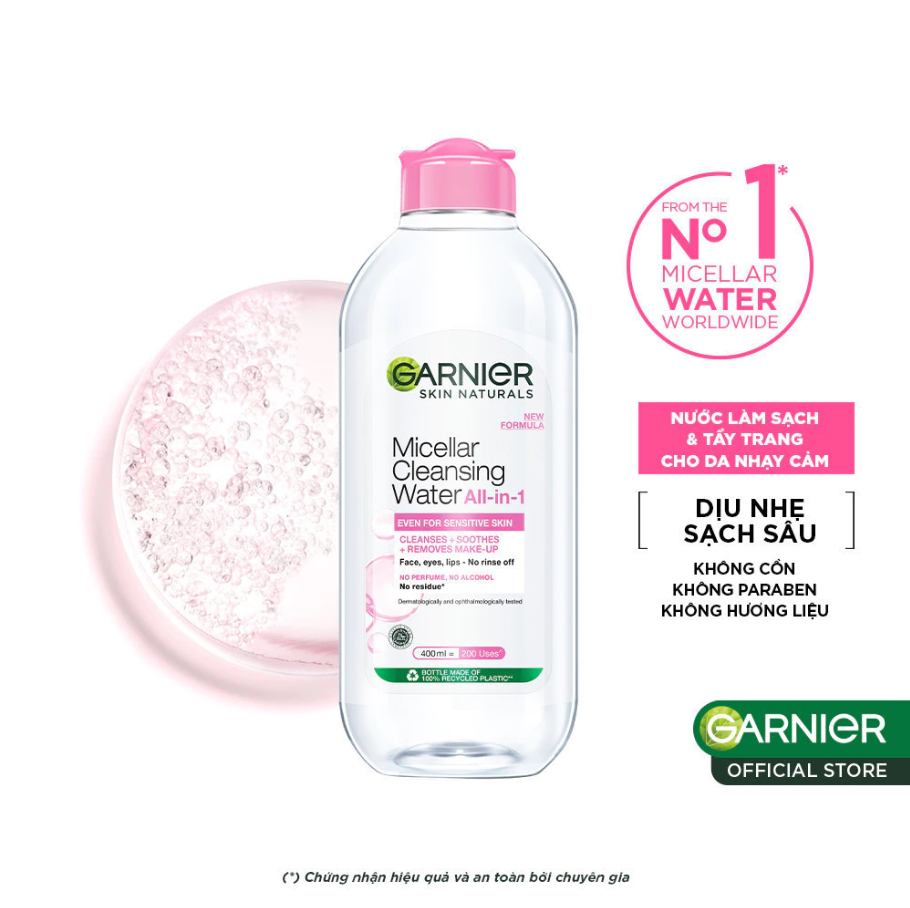 GARNIER
SKIN NATURALS
NEW
FORMULA
Micellar
Cleansing
Water All-in-1
EVEN FOR SENSITIVE SKIN
CLEANSES + SOOTHES
+ REMOVES MAKE-UP
Face, eyes, lips - No rinse off
NO PERFUME, NO ALCOHOL
No residue*
Dermatologically and ophthalmologically tested
400ml = 200 Uses*
BOTTLE MADE OF
100% RECYCLED PLASTIC**
FROM THE
Nº 1*
MICELLAR
WATER
WORLDWIDE
NƯỚC LÀM SẠCH
& TẨY TRANG
CHO DA NHẠY CẢM
DỊU NHẸ
SẠCH SÂU
KHÔNG CỒN
KHÔNG PARABEN
KHÔNG HƯƠNG LIỆU
GARNIER
OFFICIAL STORE
(*) Chứng nhận hiệu quả và an toàn bởi chuyên gia